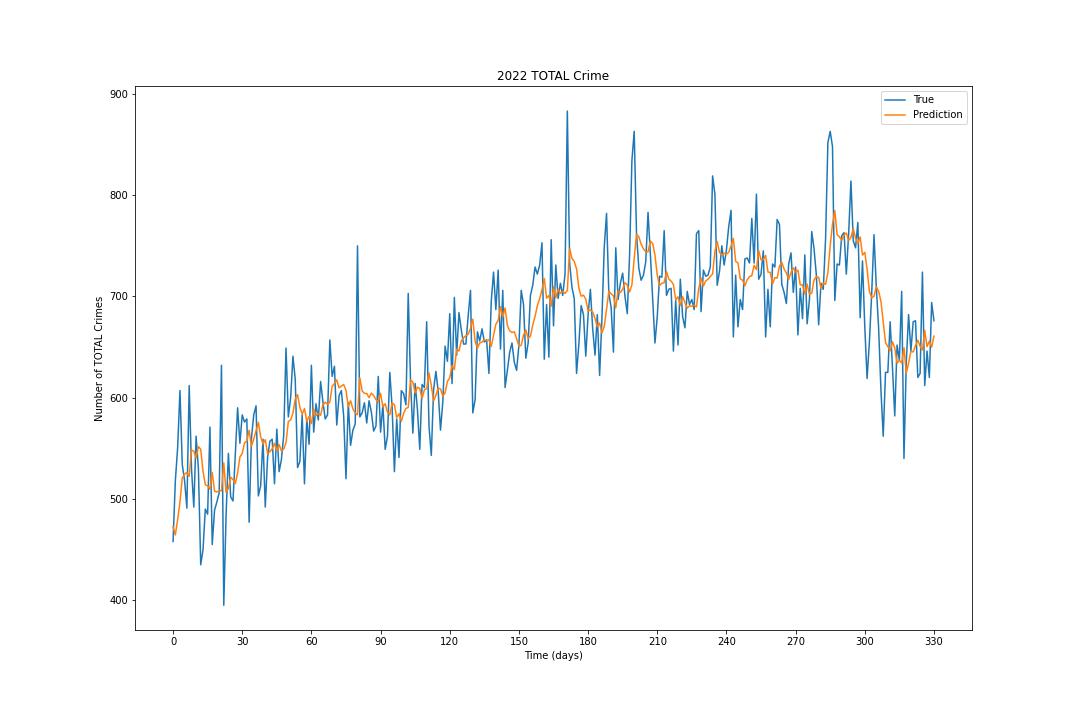 2022 TOTAL Crime
True
Prediction
900
800
700
600
500
400
Number of TOTAL Crimes
0 30 60 90 120 150 180 210 240 270 300 330
Time (days)